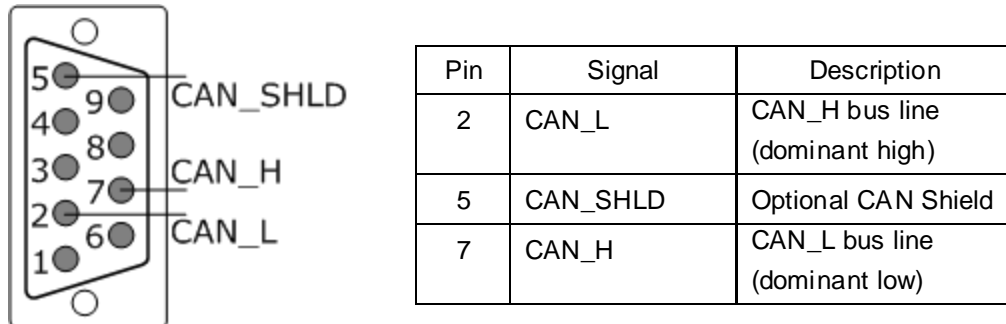 5
9
CAN_SHLD
4
8
3
7
CAN_H
2
6
CAN_L
1
Pin Signal Description
2 CAN_L CAN_H bus line
(dominant high)
5 CAN_SHLD Optional CAN Shield
7 CAN_H CAN_L bus line
(dominant low)